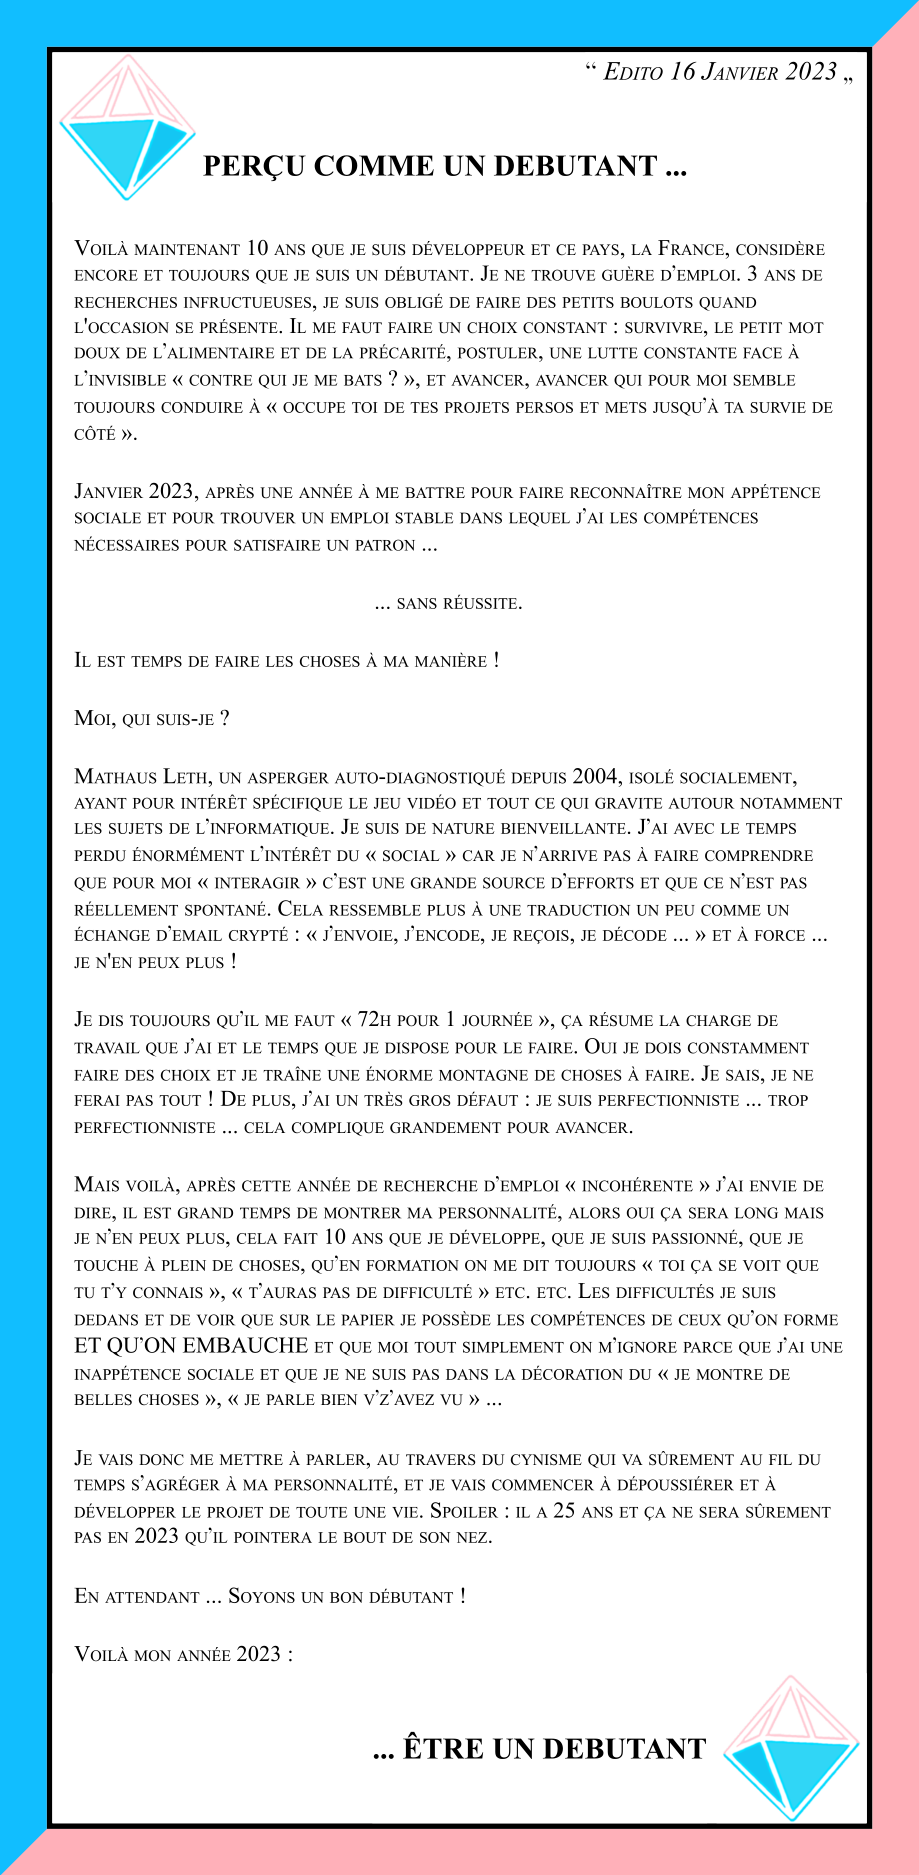 “ Edito 16 Janvier 2023 „
PERÇU COMME UN DEBUTANT ...
Voilà maintenant 10 ans que je suis développeur et ce pays, la France, considère
encore et toujours que je suis un débutant. Je ne trouve guère d’emploi. 3 ans de
recherches infructueuses, je suis obligé de faire des petits boulots quand
l'occasion se présente. Il me faut faire un choix constant : survivre, le petit mot
doux de l’alimentaire et de la précarité, postuler, une lutte constante face à
l’invisible « contre qui je me bats ? », et avancer, avancer qui pour moi semble
toujours conduire à « occupe toi de tes projets persos et mets jusqu’à ta survie de
côté ».
Janvier 2023, après une année à me battre pour faire reconnaître mon appétence
sociale et pour trouver un emploi stable dans lequel j’ai les compétences
nécessaires pour satisfaire un patron ...
... sans réussite.
Il est temps de faire les choses à ma manière !
Moi, qui suis-je ?
Mathaus Leth, un asperger auto-diagnostiqué depuis 2004, isolé socialement,
ayant pour intérêt spécifique le jeu vidéo et tout ce qui gravite autour notamment
les sujets de l’informatique. Je suis de nature bienveillante. J’ai avec le temps
perdu énormément l’intérêt du « social » car je n’arrive pas à faire comprendre
que pour moi « interagir » c’est une grande source d’efforts et que ce n’est pas
réellement spontané. Cela ressemble plus à une traduction un peu comme un
échange d’email crypté : « j’envoie, j’encode, je reçois, je décode ... » et à force ...
je n'en peux plus !
Je dis toujours qu’il me faut « 72h pour 1 journée », ça résume la charge de
travail que j’ai et le temps que je dispose pour le faire. Oui je dois constamment
faire des choix et je traîne une énorme montagne de choses à faire. Je sais, je ne
ferai pas tout ! De plus, j’ai un très gros défaut : je suis perfectionniste ... trop
perfectionniste ... cela complique grandement pour avancer.
Mais voilà, après cette année de recherche d’emploi « incohérente » j’ai envie de
dire, il est grand temps de montrer ma personnalité, alors oui ça sera long mais
je n’en peux plus, cela fait 10 ans que je développe, que je suis passionné, que je
touche à plein de choses, qu’en formation on me dit toujours « toi ça se voit que
tu t’y connais », « t’auras pas de difficulté » etc. etc. Les difficultés je suis
dedans et de voir que sur le papier je possède les compétences de ceux qu’on forme
ET QU’ON EMBAUCHE et que moi tout simplement on m’ignore parce que j’ai une
inappétence sociale et que je ne suis pas dans la décoration du « je montre de
belles choses », « je parle bien v’z’avez vu » ...
Je vais donc me mettre à parler, au travers du cynisme qui va sûrement au fil du
temps s’agréger à ma personnalité, et je vais commencer à dépoussiérer et à
développer le projet de toute une vie. Spoiler : il a 25 ans et ça ne sera sûrement
pas en 2023 qu’il pointera le bout de son nez.
En attendant ... Soyons un bon débutant !
Voilà mon année 2023 :
... ÊTRE UN DEBUTANT